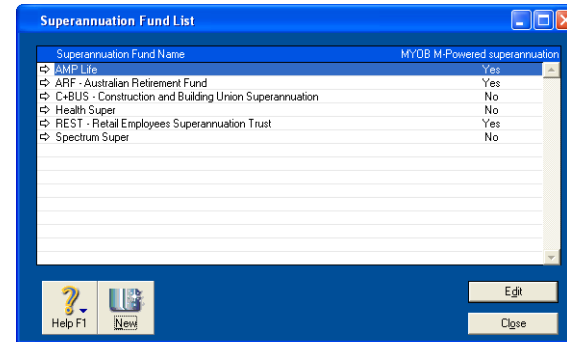 Superannuation Fund List
Superannuation Fund Name MYOB M-Powered superannuation
AMP Life Yes
ARF - Australian Retirement Fund Yes
C+BUS - Construction and Building Union Superannuation No
Health Super No
REST - Retail Employees Superannuation Trust Yes
Spectrum Super No
Help F1 New Edit
Close